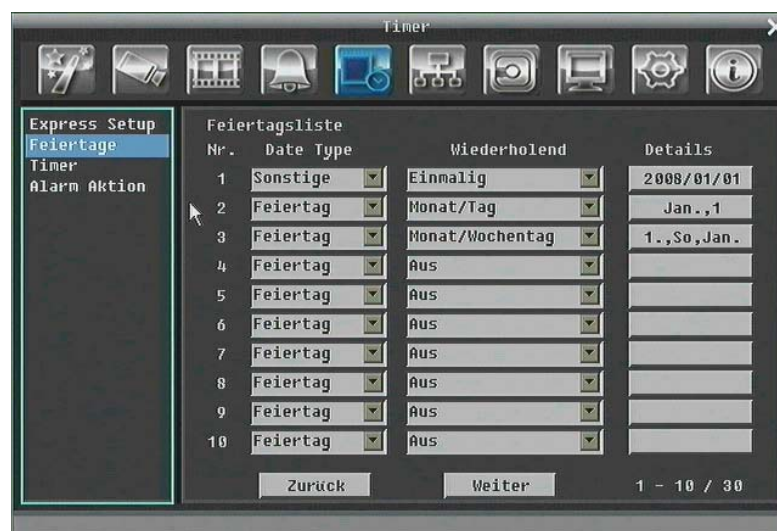 Timer
Express Setup
Feiertage
Timer
Alarm Aktion
Feiertagsliste
Nr. Date Type Wiederholend Details
1 Sonstige Einmalig 2008/01/01
2 Feiertag Monat/Tag Jan.,1
3 Feiertag Monat/Wochentag 1.,So,Jan.
4 Feiertag Aus
5 Feiertag Aus
6 Feiertag Aus
7 Feiertag Aus
8 Feiertag Aus
9 Feiertag Aus
10 Feiertag Aus
Zurück Weiter 1 - 10 / 30